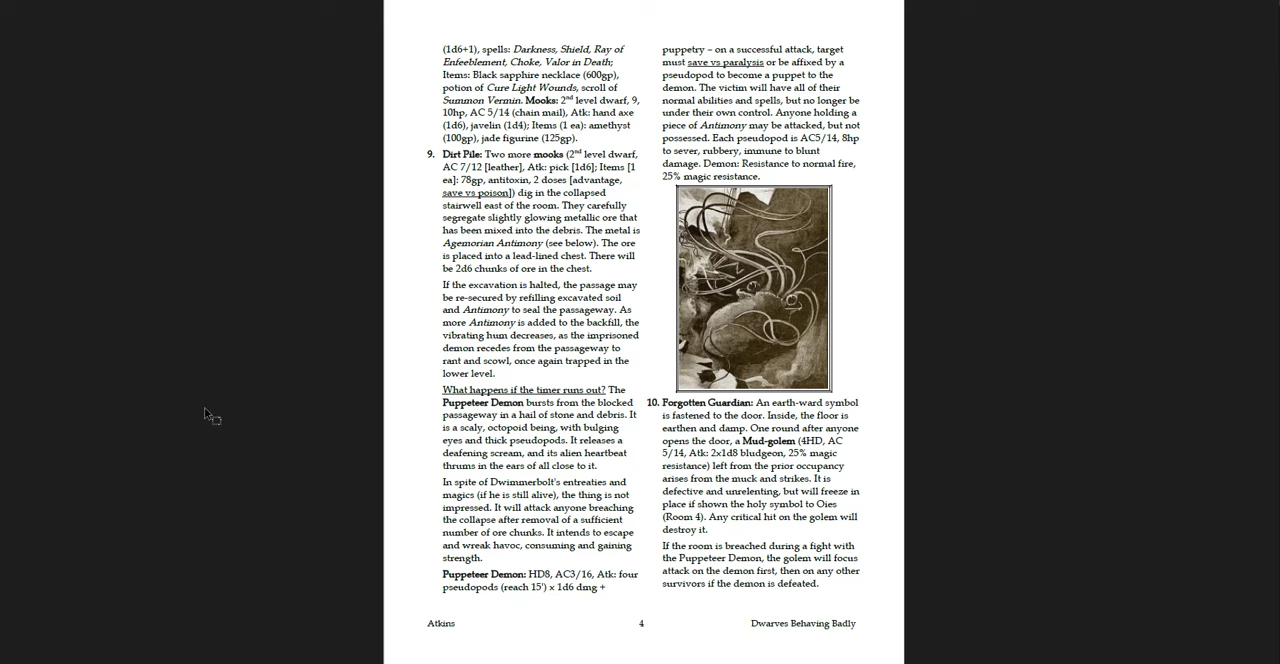 (1d6+1), spells: Darkness, Shield, Ray of
Enfeeblement, Choke, Valor in Death;
Items: Black sapphire necklace (600gp),
potion of Cure Light Wounds, scroll of
Summon Vermin. Mooks: 2nd level dwarf, 9,
10hp, AC 5/14 (chain mail), Atk: hand axe
(1d6), javelin (1d4); Items (1 ea): amethyst
(100gp), jade figurine (125gp).
9. Dirt Pile: Two more mooks (2nd level dwarf,
AC 7/12 [leather], Atk: pick [1d6]; Items [1
ea]: 78gp, antitoxin, 2 doses [advantage,
save vs poison]) dig in the collapsed
stairwell east of the room. They carefully
segregate slightly glowing metallic ore that
has been mixed into the debris. The metal is
Agemorian Antimony (see below). The ore
is placed into a lead-lined chest. There will
be 2d6 chunks of ore in the chest.
If the excavation is halted, the passage may
be re-secured by refilling excavated soil
and Antimony to seal the passageway. As
more Antimony is added to the backfill, the
vibrating hum decreases, as the imprisoned
demon recedes from the passageway to
rant and scowl, once again trapped in the
lower level.
What happens if the timer runs out? The
Puppeteer Demon bursts from the blocked
passageway in a hail of stone and debris. It
is a scaly, octopoid being, with bulging
eyes and thick pseudopods. It releases a
deafening scream, and its alien heartbeat
thrums in the ears of all close to it.
In spite of Dwimmerbolt's entreaties and
magics (if he is still alive), the thing is not
impressed. It will attack anyone breaching
the collapse after removal of a sufficient
number of ore chunks. It intends to escape
and wreak havoc, consuming and gaining
strength.
Puppeteer Demon: HD8, AC3/16, Atk: four
pseudopods (reach 15') x 1d6 dmg +
puppetry – on a successful attack, target
must save vs paralysis or be affixed by a
pseudopod to become a puppet to the
demon. The victim will have all of their
normal abilities and spells, but no longer be
under their own control. Anyone holding a
piece of Antimony may be attacked, but not
possessed. Each pseudopod is AC5/14, 8hp
to sever, rubbery, immune to blunt
damage. Demon: Resistance to normal fire,
25% magic resistance.
10. Forgotten Guardian: An earth-ward symbol
is fastened to the door. Inside, the floor is
earthen and damp. One round after anyone
opens the door, a Mud-golem (4HD, AC
5/14, Atk: 2x1d8 bludgeon, 25% magic
resistance) left from the prior occupancy
arises from the muck and strikes. It is
defective and unrelenting, but will freeze in
place if shown the holy symbol to Oies
(Room 4). Any critical hit on the golem will
destroy it.
If the room is breached during a fight with
the Puppeteer Demon, the golem will focus
attack on the demon first, then on any other
survivors if the demon is defeated.
Atkins
4
Dwarves Behaving Badly